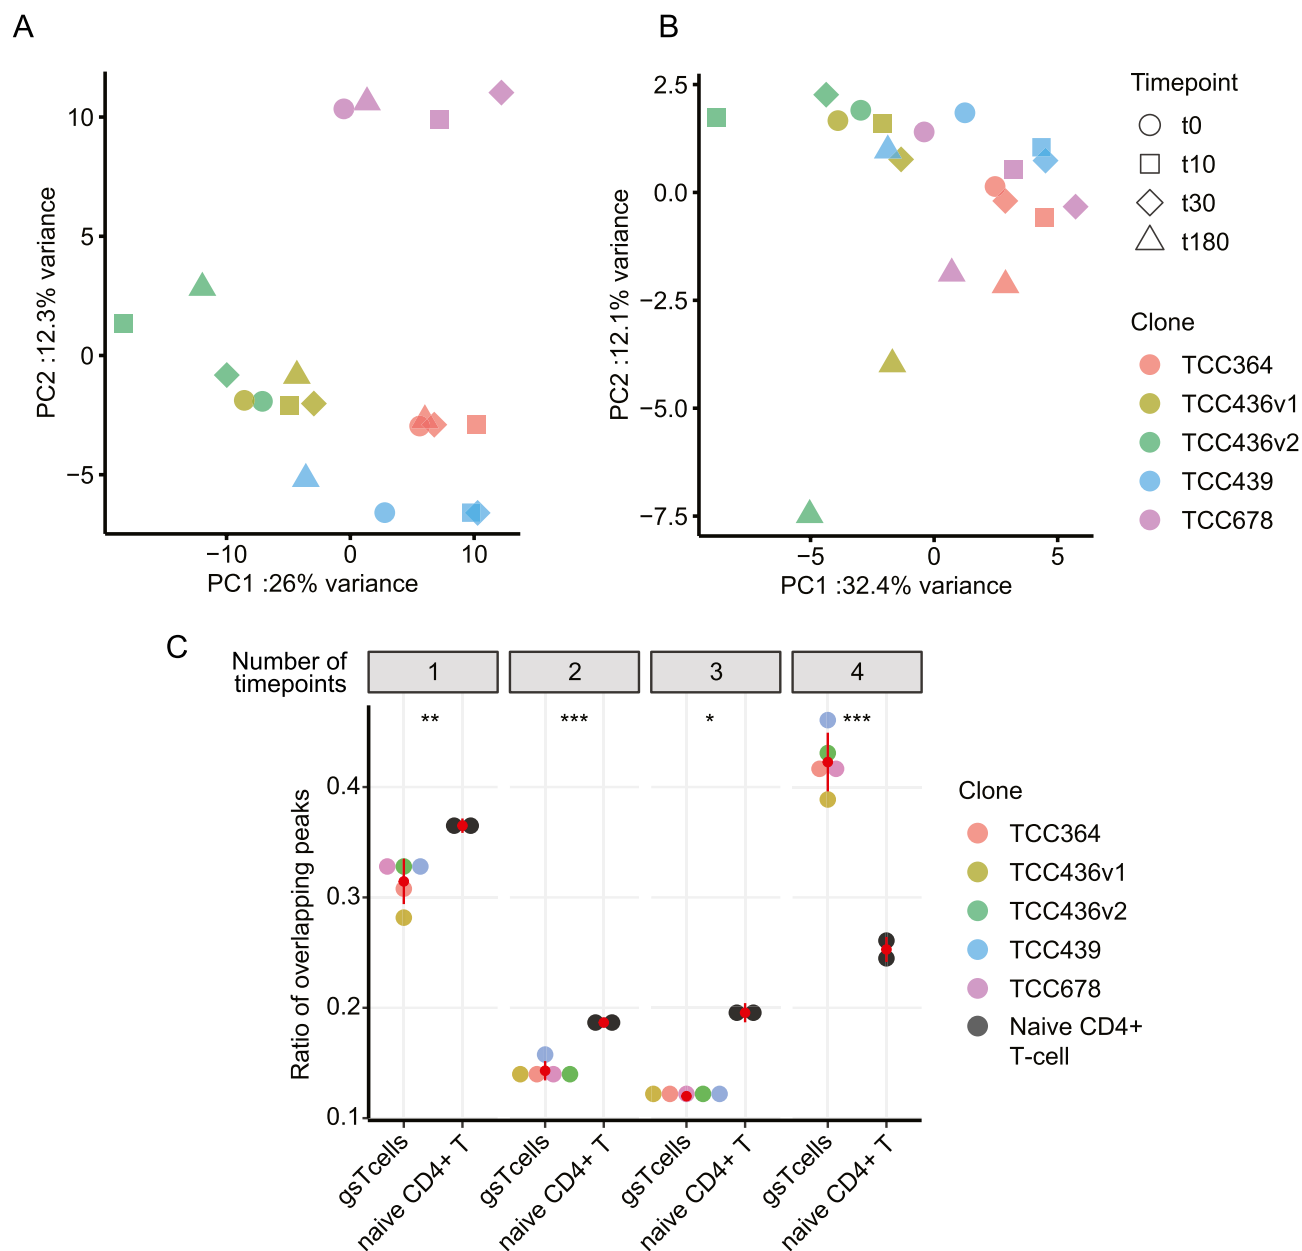 A
10
5
0
−5
−10
0
10
PC1 :26% variance
PC2 :12.3% variance
B
2.5
0.0
−2.5
−5.0
−7.5
−5
0
5
PC1 :32.4% variance
PC2 :12.1% variance
Timepoint
t0
t10
t30
t180
Clone
TCC364
TCC436v1
TCC436v2
TCC439
TCC678
C
Number of
timepoints
1
2
3
4
**
***
*
***
0.4
0.3
0.2
0.1
Ratio of overlapping peaks
gsTcells
naive CD4+ T
gsTcells
naive CD4+ T
gsTcells
naive CD4+ T
gsTcells
naive CD4+ T
Clone
TCC364
TCC436v1
TCC436v2
TCC439
TCC678
Naive CD4+
T-cell